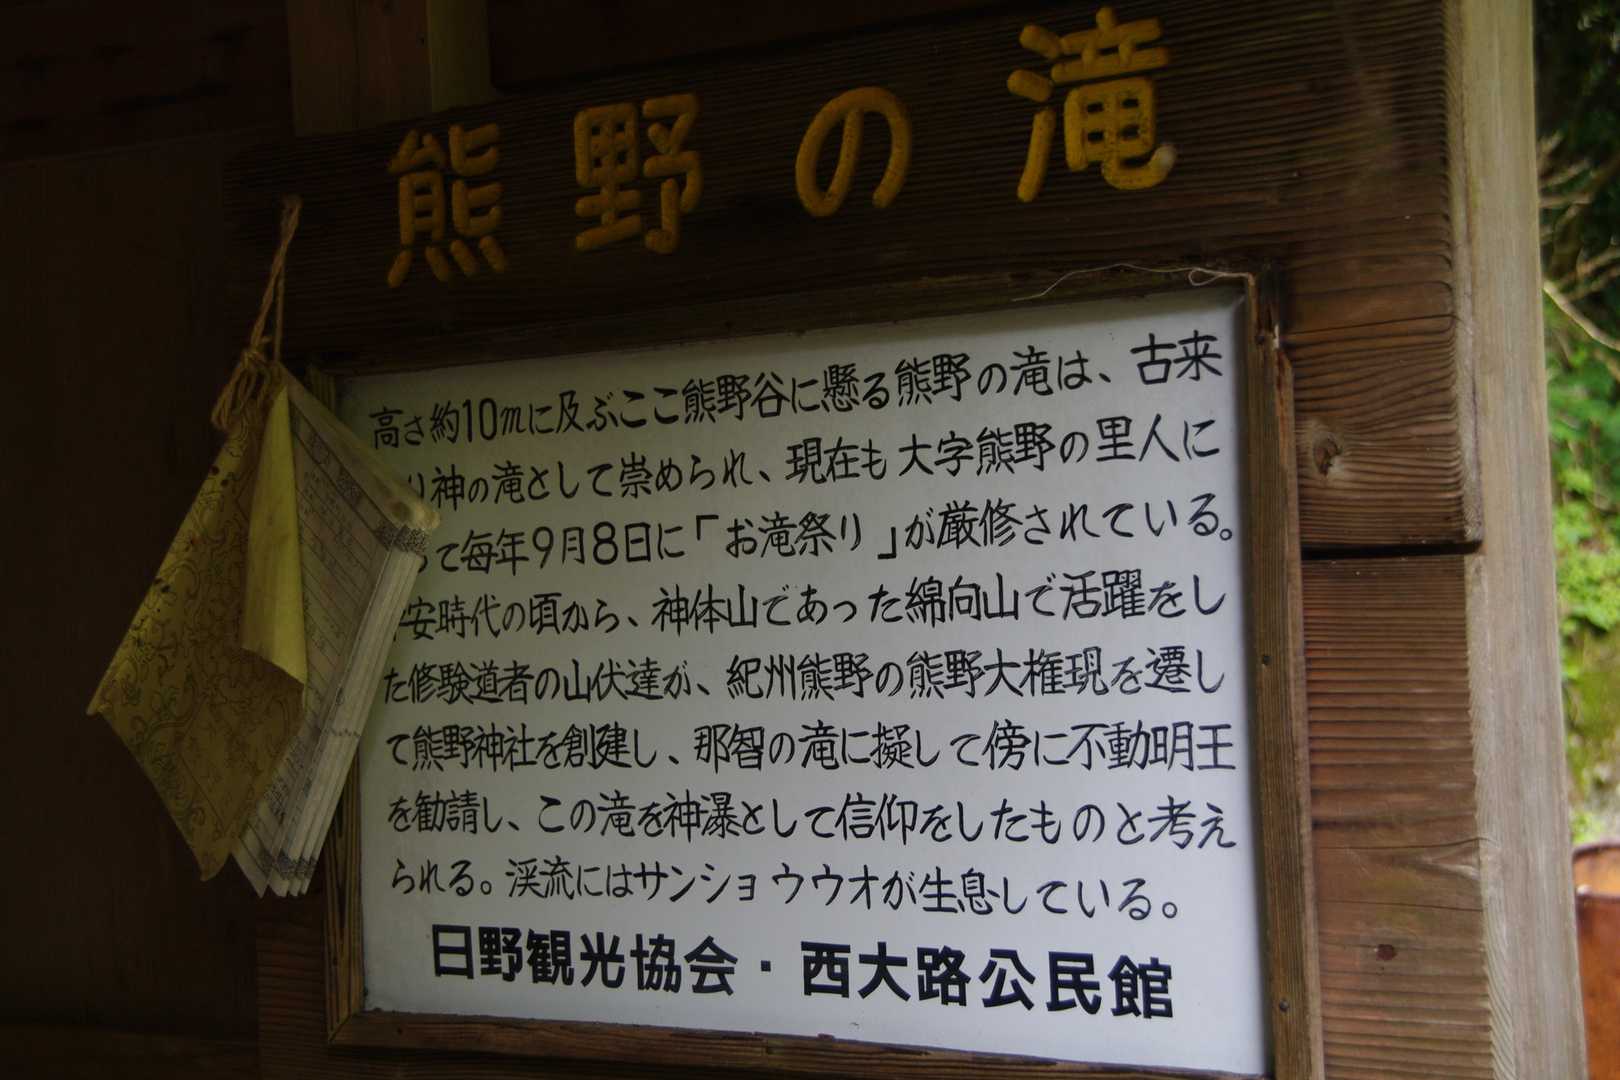 熊野の滝
高さ約10mに及ぶここ熊野谷に懸る熊野の滝は、古来
り神の滝として崇められ、現在も大字熊野の里人に
って毎年9月8日に「お滝祭り」が厳修されている。
安時代の頃から、神体山であった綿向山で活躍をし
た修験道者の山伏達が、紀州熊野の熊野大権現を遷し
て熊野神社を創建し、那智の滝に擬して傍に不動明王
を勧請し、この滝を神瀑として信仰をしたものと考え
られる。渓流にはサンショウウオが生息している。
日野観光協会・西大路公民館